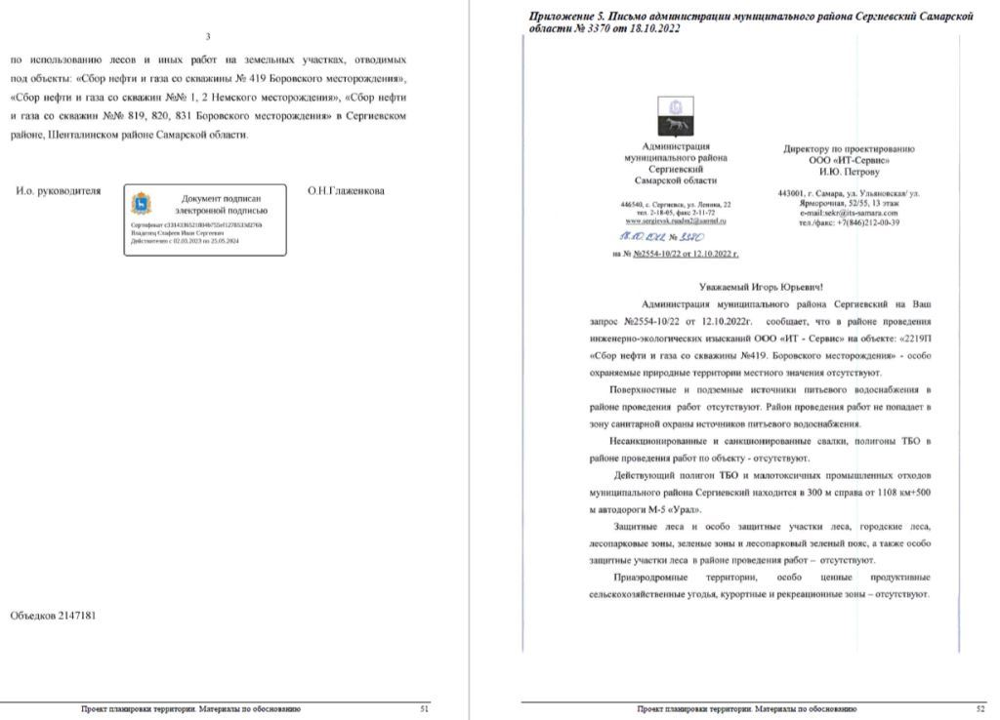 3
по использованию лесов и иных работ на земельных участках, отводимых
под объекты: «Сбор нефти и газа со скважины № 419 Боровского месторождения»,
«Сбор нефти и газа со скважин №№ 1, 2 Немского месторождения», «Сбор нефти
и газа со скважин №№ 819, 820, 831 Боровского месторождения» в Сергиевском
районе, Шенталинском районе Самарской области.
И.о. руководителя
Документ подписан
электронной подписью
Сертификат
Владелец Иван Сергеевич
Действителен с 02.03.2023 по 25.05.2024
О.Н.Глаженкова
Объедков 2147181
Проект планировки территории. Материалы по обоснованию
51
Приложение 5. Письмо администрации муниципального района Сергиевский Самарской
области № 3370 от 18.10.2022
Администрация
муниципального района
Сергиевский
Самарской области
446540, с. Сергиевск, ул. Ленина, 22
тел. 2-18-05, факс 2-11-72
18.10.2022 № 3370
на № №2554-10/22 от 12.10.2022 г.
Директору по проектированию
ООО «ИТ-Сервис»
И.Ю. Петрову
443001, г. Самара, ул. Ульяновская/ ул.
Ярморочная, 52/55, 13 этаж
e-mail:sekr@its-samara.com
тел./факс: +7(846)212-00-39
Уважаемый Игорь Юрьевич!
Администрация муниципального района Сергиевский на Ваш
запрос №2554-10/22 от 12.10.2022г. сообщает, что в районе проведения
инженерно-экологических изысканий ООО «ИТ - Сервис» на объекте: «2219П
«Сбор нефти и газа со скважины №419. Боровского месторождения» - особо
охраняемые природные территории местного значения отсутствуют.
Поверхностные и подземные источники питьевого водоснабжения в
районе проведения работ отсутствуют. Район проведения работ не попадает в
зону санитарной охраны источников питьевого водоснабжения.
Несанкционированные и санкционированные свалки, полигоны ТБО в
районе проведения работ по объекту - отсутствуют.
Действующий полигон ТБО и малотоксичных промышленных отходов
муниципального района Сергиевский находится в 300 м справа от 1108 км+500
м автодороги М-5 «Урал».
Защитные леса и особо защитные участки леса, городские леса,
лесопарковые зоны, зеленые зоны и лесопарковый зеленый пояс, а также особо
защитные участки леса в районе проведения работ – отсутствуют.
Приаэродромные территории, особо ценные продуктивные
сельскохозяйственные угодья, курортные и рекреационные зоны – отсутствуют.
Проект планировки территории. Материалы по обоснованию
52